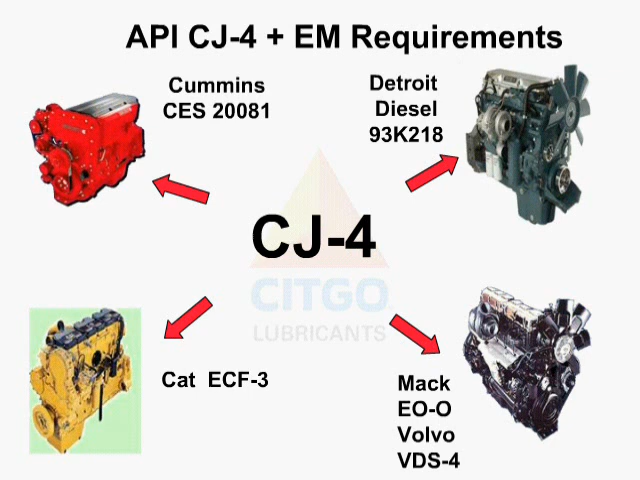 API CJ-4 + EM Requirements
Cummins
CES 20081
Detroit
Diesel
93K218
CJ-4
CITGO
LUBRICANTS
Cat ECF-3
Mack
EO-O
Volvo
VDS-4